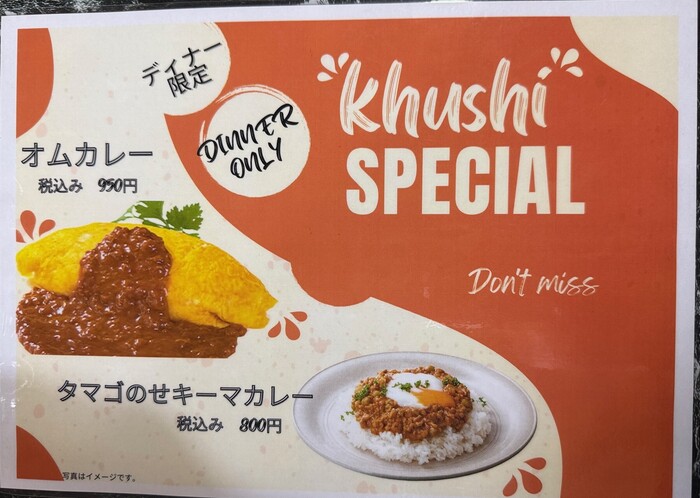 ディナー
限定
DINNER
ONLY
"Khushi"
SPECIAL
Don't miss
オムカレー
税込み 950円
タマゴのせキーマカレー
税込み 800円
写真はイメージです。